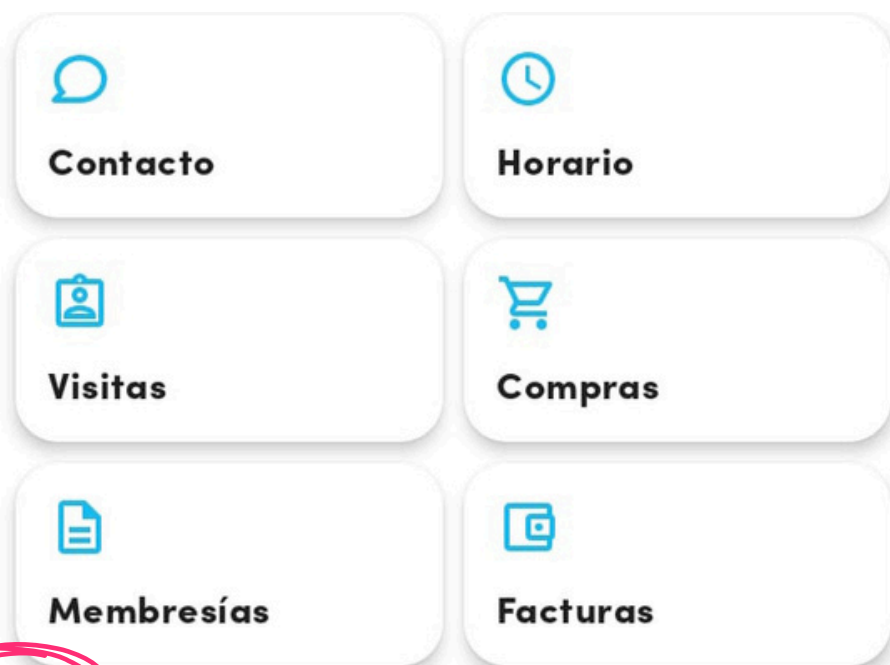 Contacto
Horario
Visitas
Compras
Membresías
Facturas